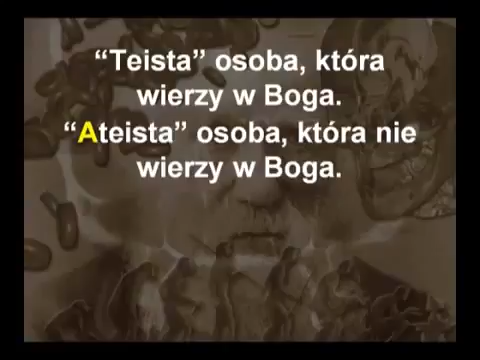 “Teista” osoba, która
wierzy w Boga.
“Ateista” osoba, która nie
wierzy w Boga.